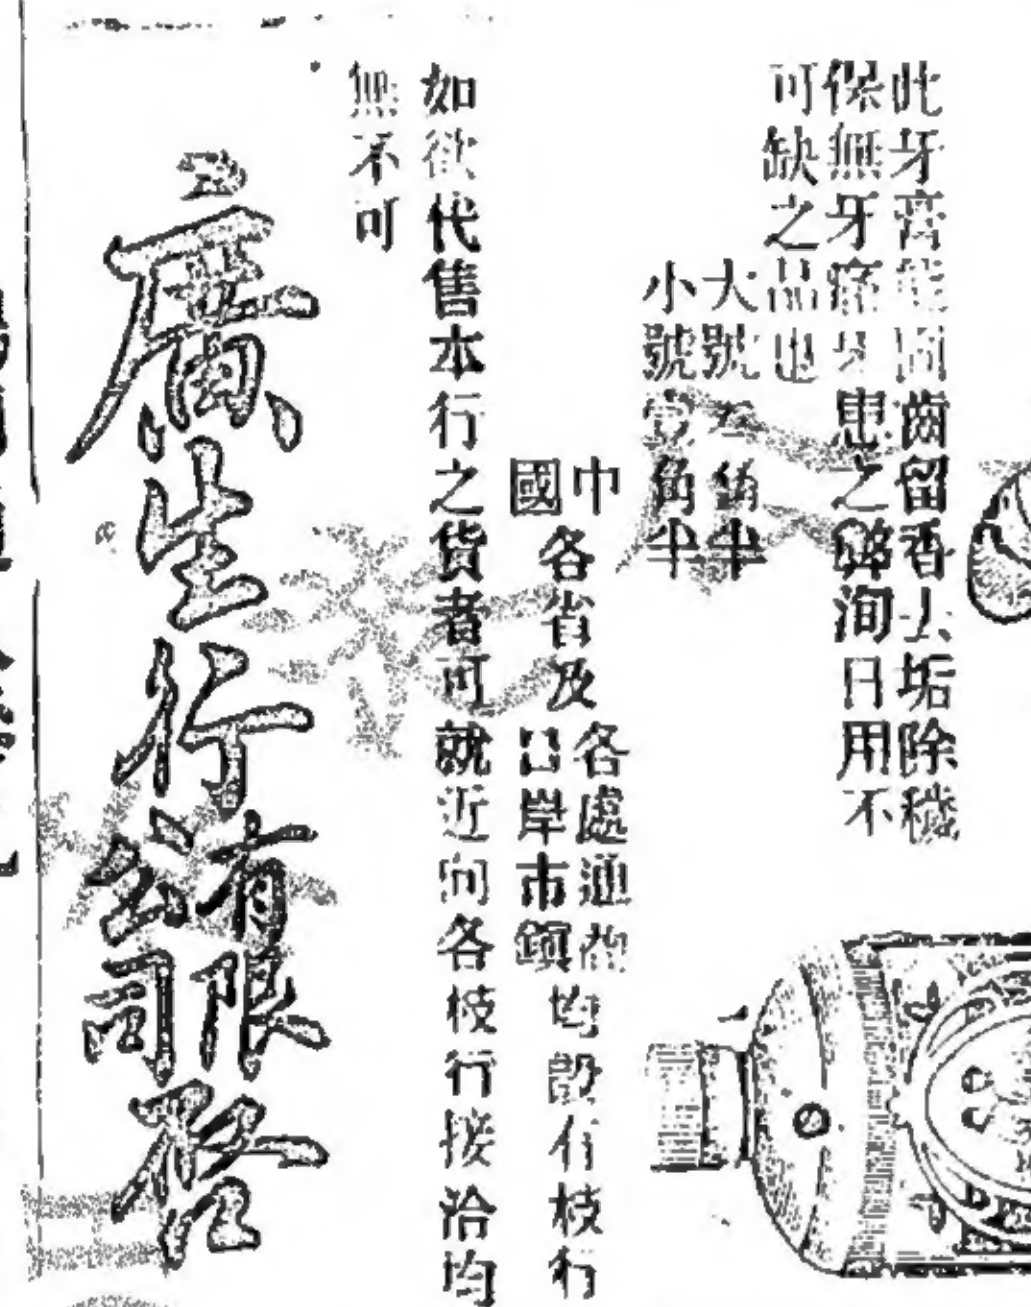 此牙膏能固齒留香去垢除穢
保無牙痛牙患之弊洵日用不
可缺之品也
大號 角半
小號 角半
中國各省及各處通商口岸市鎮均設有枝行
如欲代售本行之貨者可就近向各枝行接洽均
無不可
廣生行有限公司啓